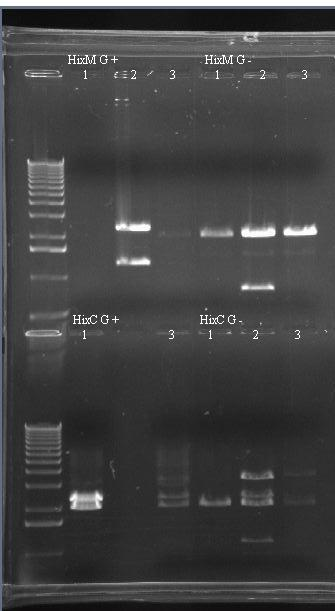 HixM G + HixM G -
1 2 3 1 2 3
HixC G + HixC G -
1 3 1 2 3